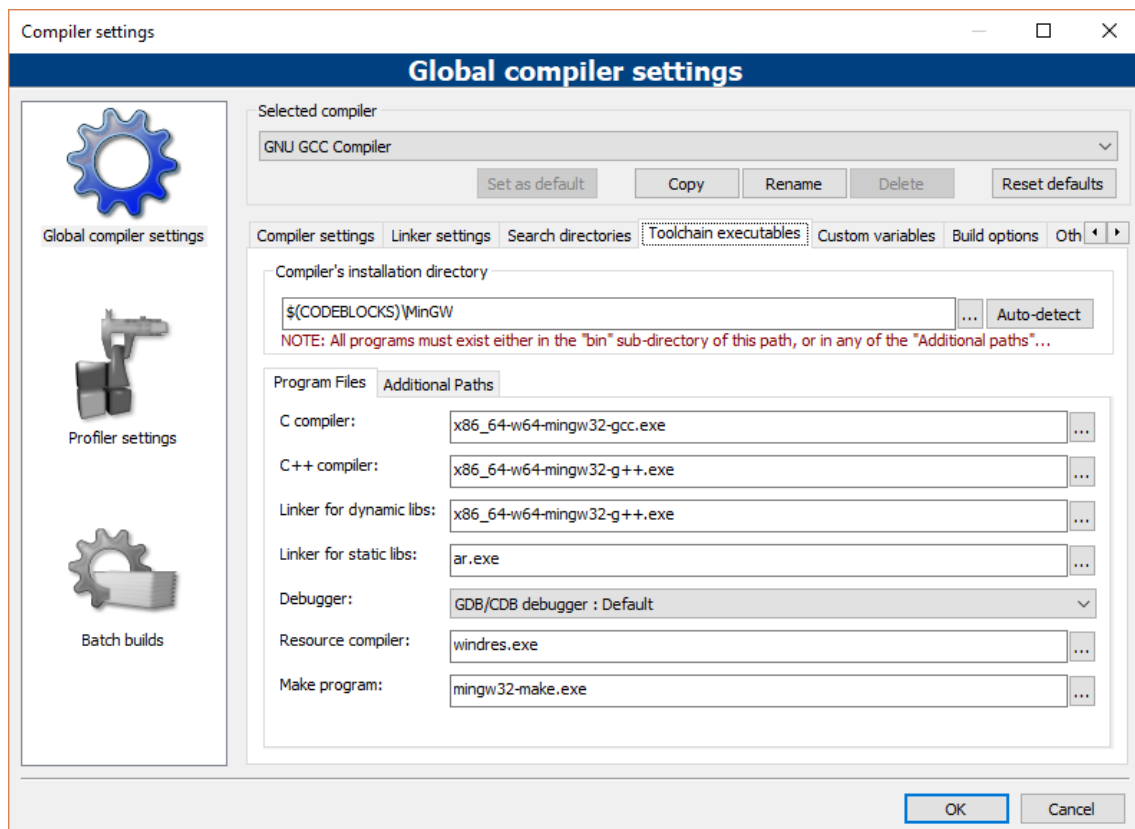 Compiler settings
Global compiler settings
Global compiler settings
Profiler settings
Batch builds
Selected compiler
GNU GCC Compiler
Set as default Copy Rename Delete Reset defaults
Compiler settings Linker settings Search directories Toolchain executables Custom variables Build options Oth
Compiler's installation directory
$(CODEBLOCKS)\MinGW ... Auto-detect
NOTE: All programs must exist either in the "bin" sub-directory of this path, or in any of the "Additional paths"...
Program Files Additional Paths
C compiler: x86_64-w64-mingw32-gcc.exe ...
C++ compiler: x86_64-w64-mingw32-g++.exe ...
Linker for dynamic libs: x86_64-w64-mingw32-g++.exe ...
Linker for static libs: ar.exe ...
Debugger: GDB/CDB debugger : Default
Resource compiler: windres.exe ...
Make program: mingw32-make.exe ...
OK Cancel